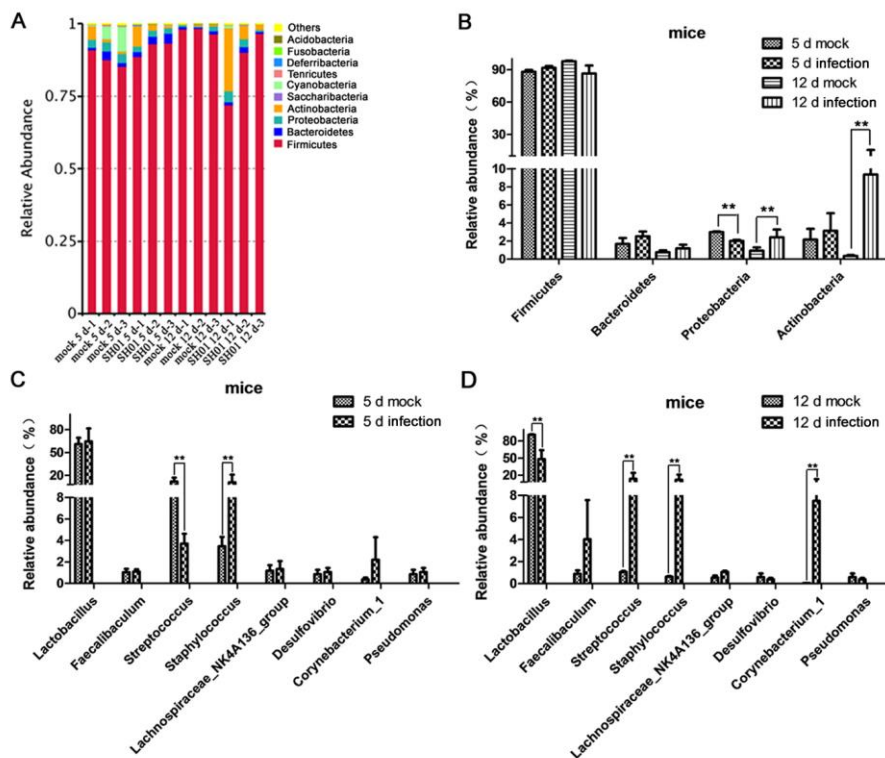 A
1
0.75
0.5
0.25
0
Relative Abundance
Others
Acidobacteria
Fusobacteria
Deferribacteria
Tenricutes
Cyanobacteria
Saccharibacteria
Actinobacteria
Proteobacteria
Bacteroidetes
Firmicutes
mock 5 d-1
mock 5 d-2
mock 5 d-3
SH01 5 d-1
SH01 5 d-2
SH01 5 d-3
mock 12 d-1
mock 12 d-2
mock 12 d-3
SH01 12 d-1
SH01 12 d-2
SH01 12 d-3
B
mice
5 d mock
5 d infection
12 d mock
12 d infection
Relative abundance（%）
90
60
30
10
8
6
4
2
0
**
**
**
Firmicutes
Bacteroidetes
Proteobacteria
Actinobacteria
C
mice
5 d mock
5 d infection
Relative abundance（%）
80
50
20
8
6
4
2
0
**
**
Lactobacillus
Faecalibaculum
Streptococcus
Staphylococcus
Lachnospiraceae_NK4A136_group
Desulfovibrio
Corynebacterium_1
Pseudomonas
D
mice
12 d mock
12 d infection
Relative abundance（%）
80
50
20
8
6
4
2
0
**
**
**
**
Lactobacillus
Faecalibaculum
Streptococcus
Staphylococcus
Lachnospiraceae_NK4A136_group
Desulfovibrio
Corynebacterium_1
Pseudomonas